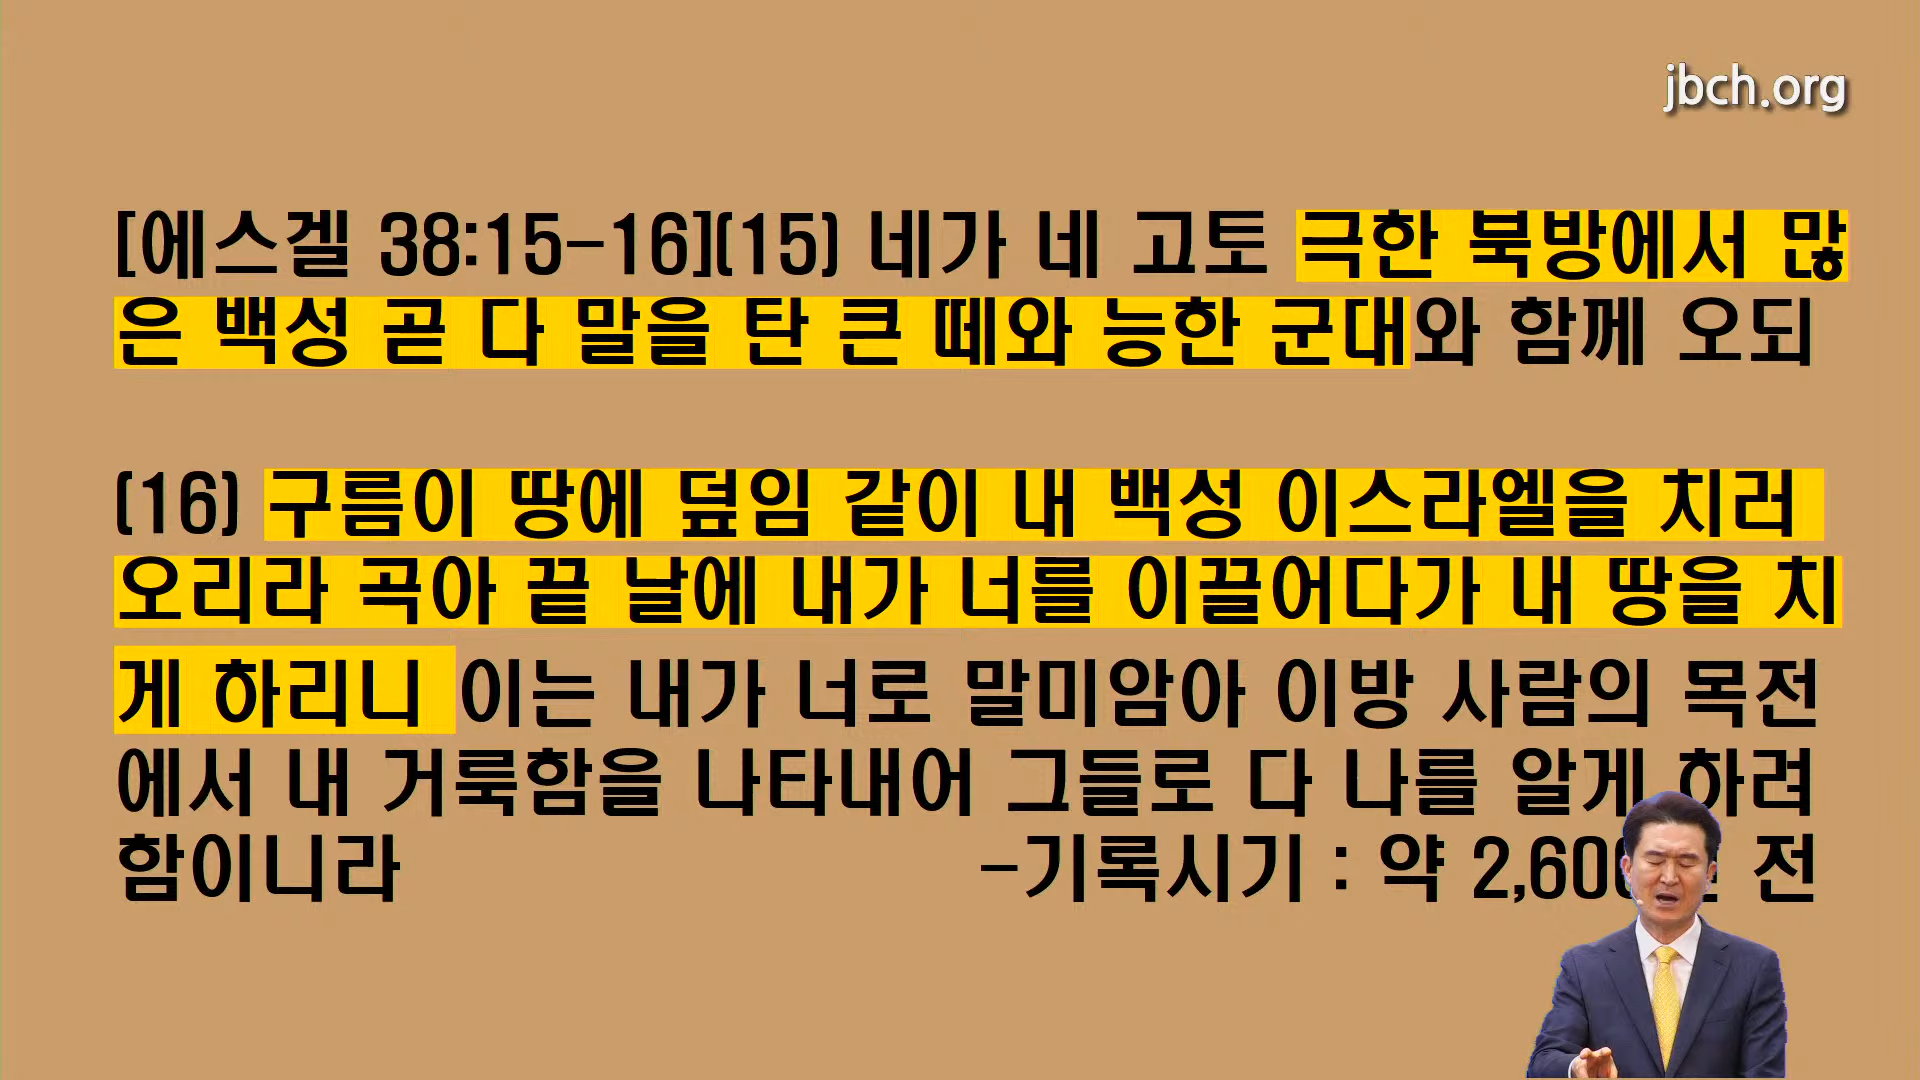 jbch.org
[에스겔 38:15-16](15) 네가 네 고토 극한 북방에서 많
은 백성 곧 다 말을 탄 큰 떼와 능한 군대와 함께 오되
(16) 구름이 땅에 덮임 같이 내 백성 이스라엘을 치러
오리라 곡아 끝 날에 내가 너를 이끌어다가 내 땅을 치
게 하리니 이는 내가 너로 말미암아 이방 사람의 목전
에서 내 거룩함을 나타내어 그들로 다 나를 알게 하려
함이니라 -기록시기 : 약 전